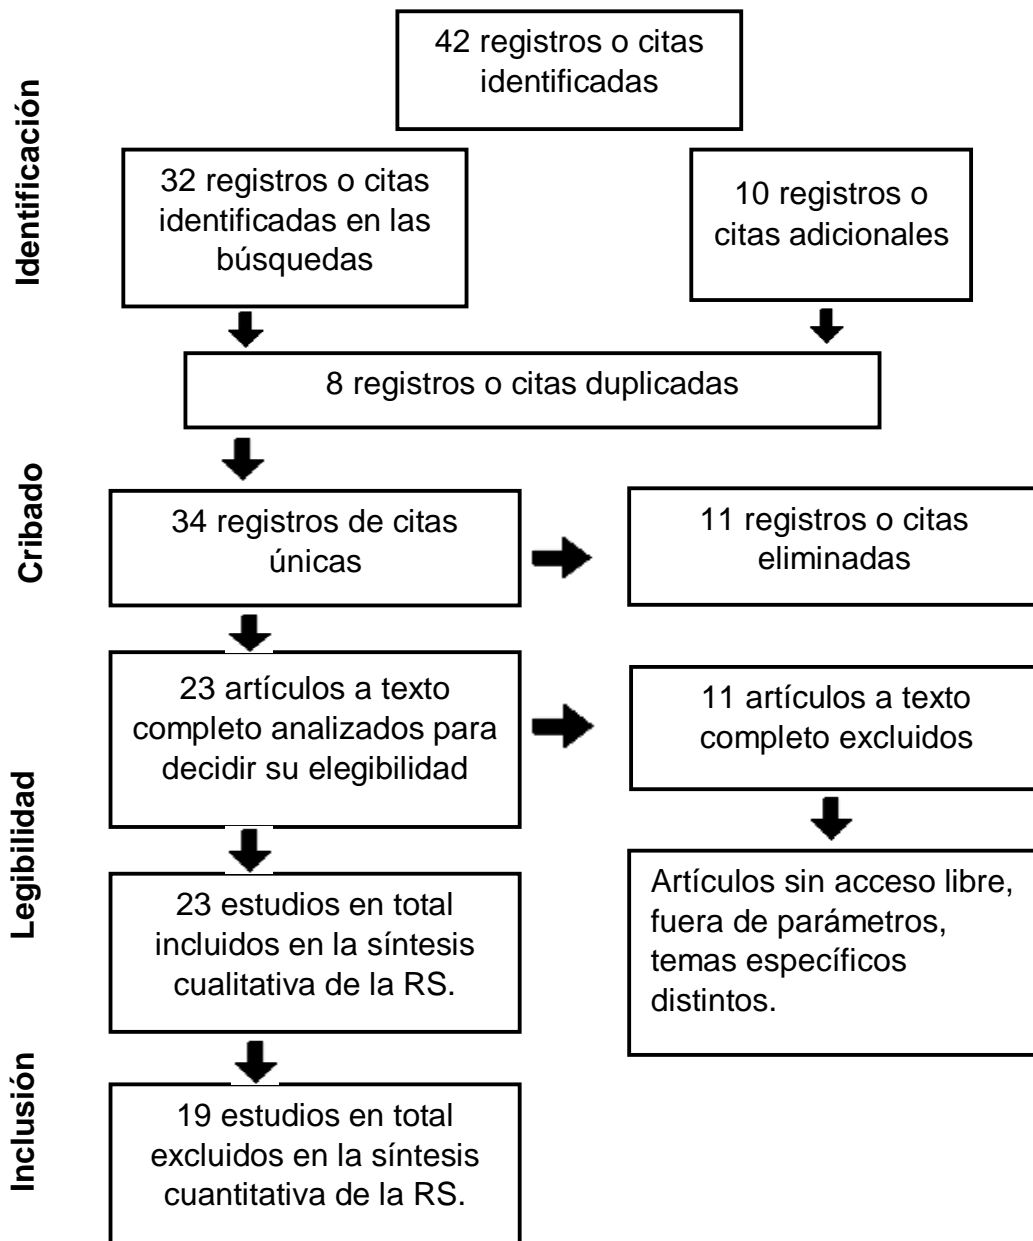 Identificación
42 registros o citas
identificadas
32 registros o citas
identificadas en las
búsquedas
10 registros o
citas adicionales
8 registros o citas duplicadas
Cribado
34 registros de citas
únicas
11 registros o citas
eliminadas
Legibilidad
23 artículos a texto
completo analizados para
decidir su elegibilidad
11 artículos a texto
completo excluidos
23 estudios en total
incluidos en la síntesis
cualitativa de la RS.
Artículos sin acceso libre,
fuera de parámetros,
temas específicos
distintos.
Inclusión
19 estudios en total
excluidos en la síntesis
cuantitativa de la RS.